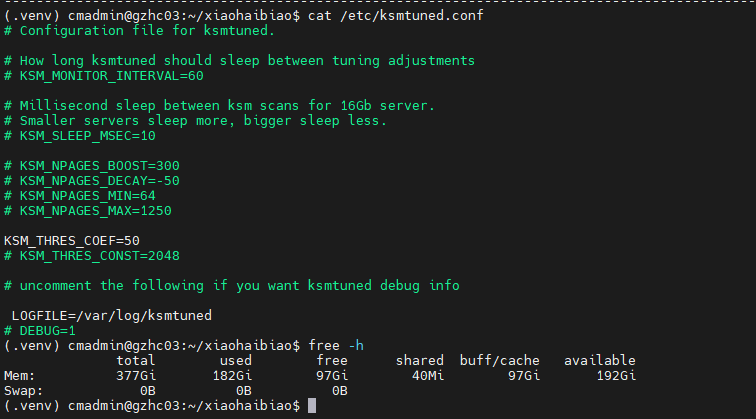 (.venv) cmadmin@gzhc03:~/xiaohaibiao$ cat /etc/ksmtuned.conf
# Configuration file for ksmtuned.

# How long ksmtuned should sleep between tuning adjustments
# KSM_MONITOR_INTERVAL=60

# Millisecond sleep between ksm scans for 16Gb server.
# Smaller servers sleep more, bigger sleep less.
# KSM_SLEEP_MSEC=10

# KSM_NPAGES_BOOST=300
# KSM_NPAGES_DECAY=-50
# KSM_NPAGES_MIN=64
# KSM_NPAGES_MAX=1250

KSM_THRES_COEF=50
# KSM_THRES_CONST=2048

# uncomment the following if you want ksmtuned debug info

 LOGFILE=/var/log/ksmtuned
# DEBUG=1
(.venv) cmadmin@gzhc03:~/xiaohaibiao$ free -h
               total        used        free      shared  buff/cache   available
Mem:           377Gi       182Gi        97Gi        40Mi        97Gi       192Gi
Swap:             0B          0B          0B
(.venv) cmadmin@gzhc03:~/xiaohaibiao$